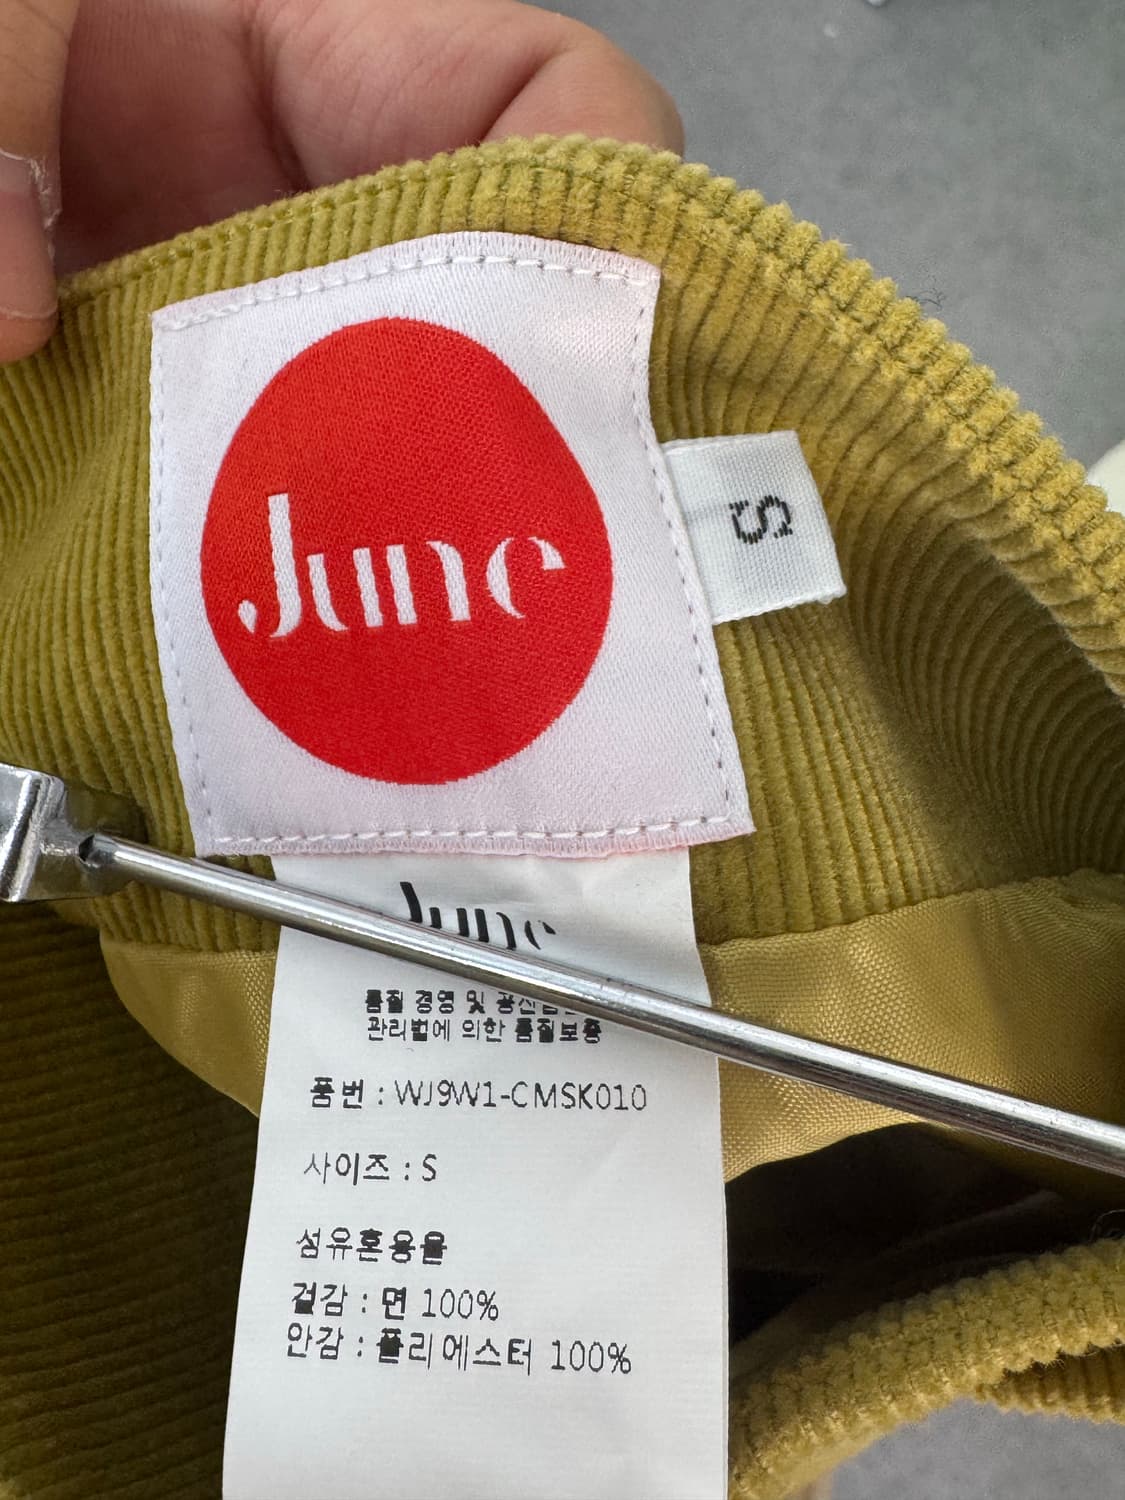 June
S
June
품질 경영 및 공산품
관리법에 의한 품질보증
품번 : WJ9W1-CMSK010
사이즈 : S
섬유혼용율
겉감 : 면 100%
안감 : 폴리에스터 100%